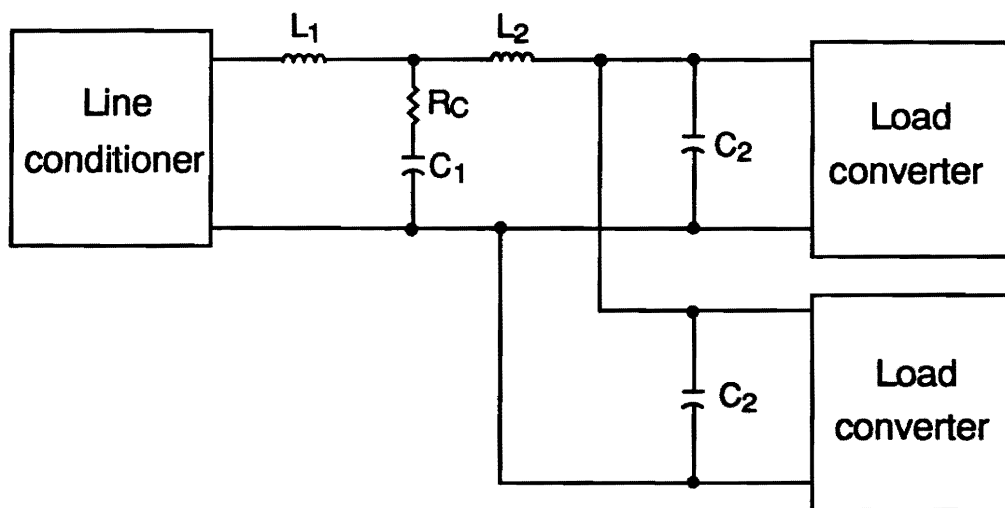 L1
L2
Line
conditioner
RC
C1
C2
Load
converter
C2
Load
converter